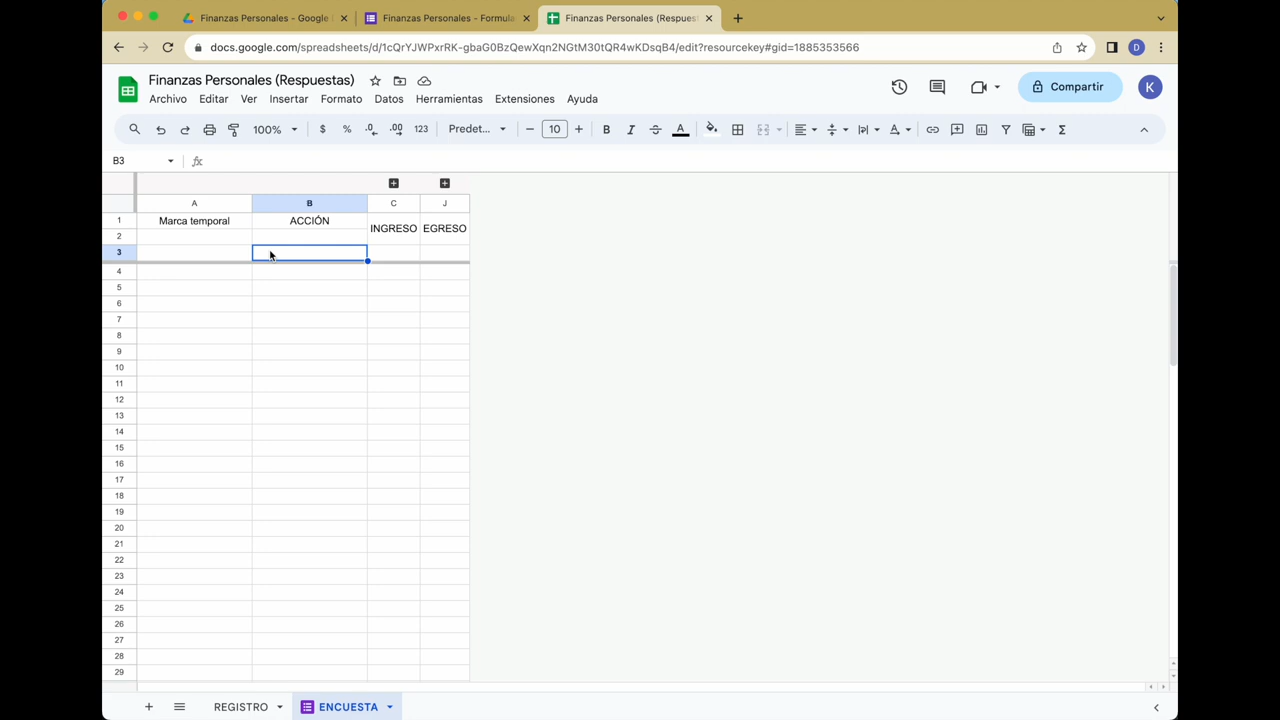 Finanzas Personales - Google
Finanzas Personales - Formula
Finanzas Personales (Respues
docs.google.com/spreadsheets/d/1cQrYJWPxrRK-gbaG0BzQewXqn2NGtM30tQR4wKDsqB4/edit?resourcekey#gid=1885353566
D
Finanzas Personales (Respuestas)
Archivo Editar Ver Insertar Formato Datos Herramientas Extensiones Ayuda
Compartir
K
100% $ % .0 .00 123 Predet... 10 B I S A A Σ
B3 fx
A B C J
1 Marca temporal ACCIÓN
INGRESO EGRESO
2
3
4
5
6
7
8
9
10
11
12
13
14
15
16
17
18
19
20
21
22
23
24
25
26
27
28
29
REGISTRO ENCUESTA